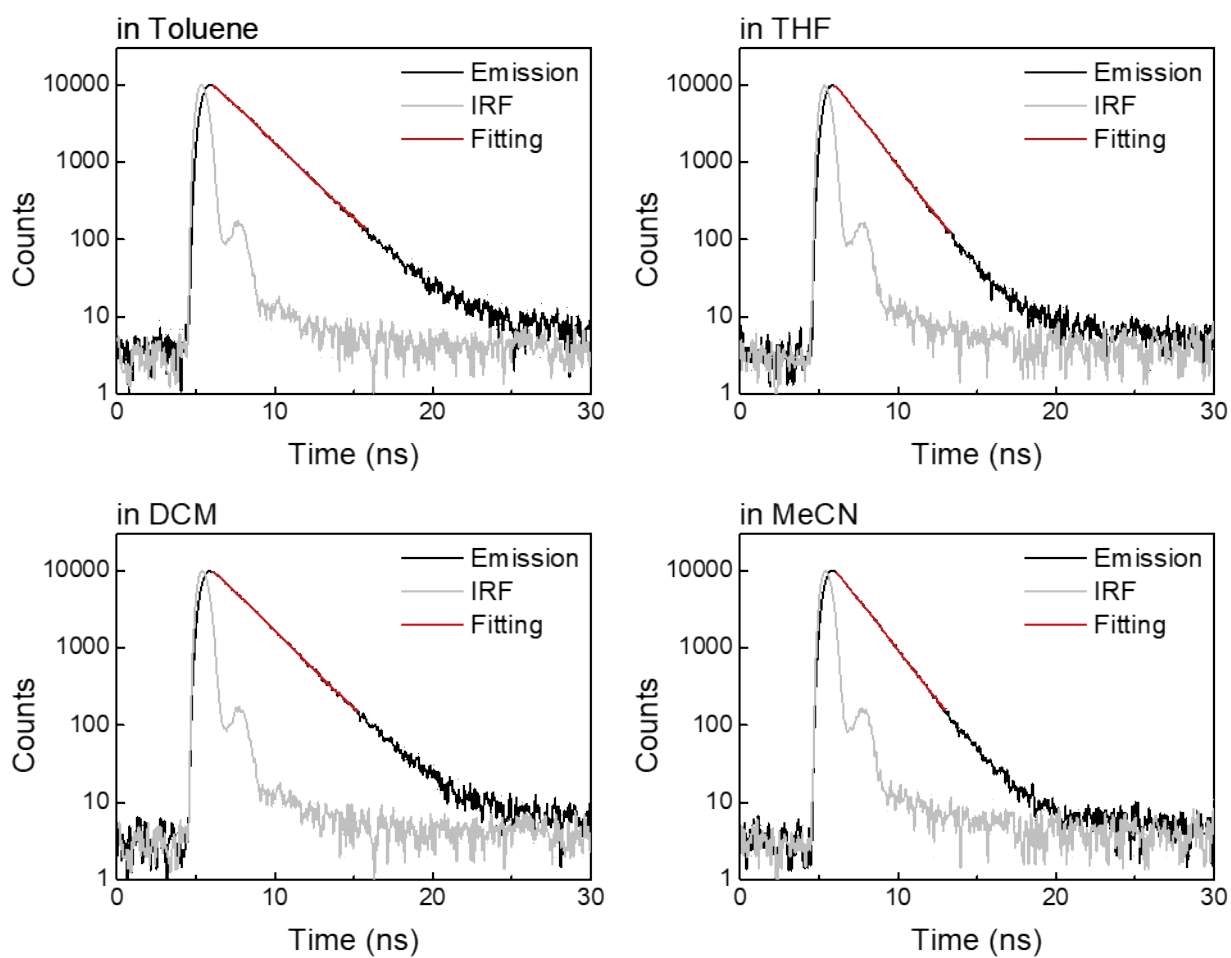 in Toluene
Emission
IRF
Fitting
10000
1000
100
10
1
Counts
0
10
20
30
Time (ns)
in THF
Emission
IRF
Fitting
10000
1000
100
10
1
Counts
0
10
20
30
Time (ns)
in DCM
Emission
IRF
Fitting
10000
1000
100
10
1
Counts
0
10
20
30
Time (ns)
in MeCN
Emission
IRF
Fitting
10000
1000
100
10
1
Counts
0
10
20
30
Time (ns)